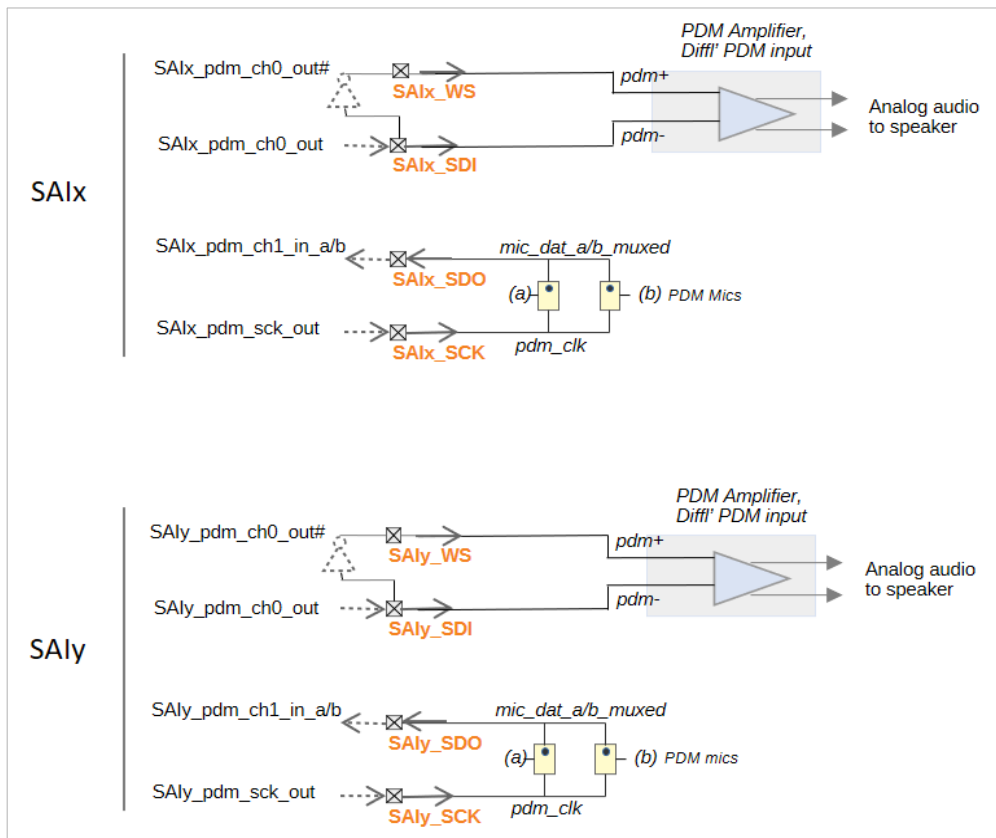 PDM Amplifier,
Diffl’ PDM input
SAIx_pdm_ch0_out#
SAIx_WS
pdm+
Analog audio
to speaker
SAIx_pdm_ch0_out
SAIx_SDI
pdm-
SAIx
SAIx_pdm_ch1_in_a/b
SAIx_SDO
mic_dat_a/b_muxed
(a)
(b) PDM Mics
SAIx_pdm_sck_out
SAIx_SCK
pdm_clk
PDM Amplifier,
Diffl’ PDM input
SAIy_pdm_ch0_out#
SAIy_WS
pdm+
Analog audio
to speaker
SAIy_pdm_ch0_out
SAIy_SDI
pdm-
SAIy
SAIy_pdm_ch1_in_a/b
SAIy_SDO
mic_dat_a/b_muxed
(a)
(b) PDM mics
SAIy_pdm_sck_out
SAIy_SCK
pdm_clk